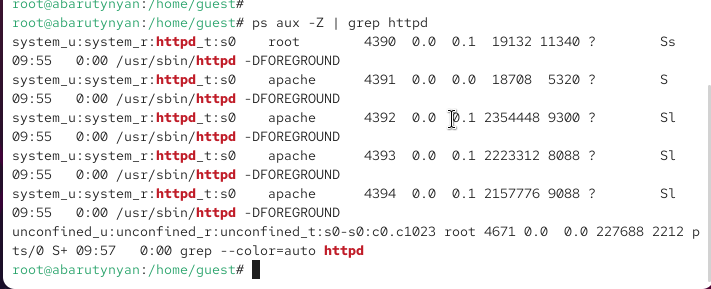 root@abarutynyan:/home/guest#
root@abarutynyan:/home/guest# ps aux -Z | grep httpd
system_u:system_r:httpd_t:s0    root          4390  0.0  0.1  19132 11340 ?        Ss
09:55   0:00 /usr/sbin/httpd -DFOREGROUND
system_u:system_r:httpd_t:s0    apache        4391  0.0  0.0  18708  5320 ?        S
09:55   0:00 /usr/sbin/httpd -DFOREGROUND
system_u:system_r:httpd_t:s0    apache        4392  0.0  0.1 2354448 9300 ?        Sl
09:55   0:00 /usr/sbin/httpd -DFOREGROUND
system_u:system_r:httpd_t:s0    apache        4393  0.0  0.1 2223312 8088 ?        Sl
09:55   0:00 /usr/sbin/httpd -DFOREGROUND
system_u:system_r:httpd_t:s0    apache        4394  0.0  0.1 2157776 9088 ?        Sl
09:55   0:00 /usr/sbin/httpd -DFOREGROUND
unconfined_u:unconfined_r:unconfined_t:s0-s0:c0.c1023 root 4671 0.0  0.0 227688 2212 p
ts/0 S+ 09:57   0:00 grep --color=auto httpd
root@abarutynyan:/home/guest#